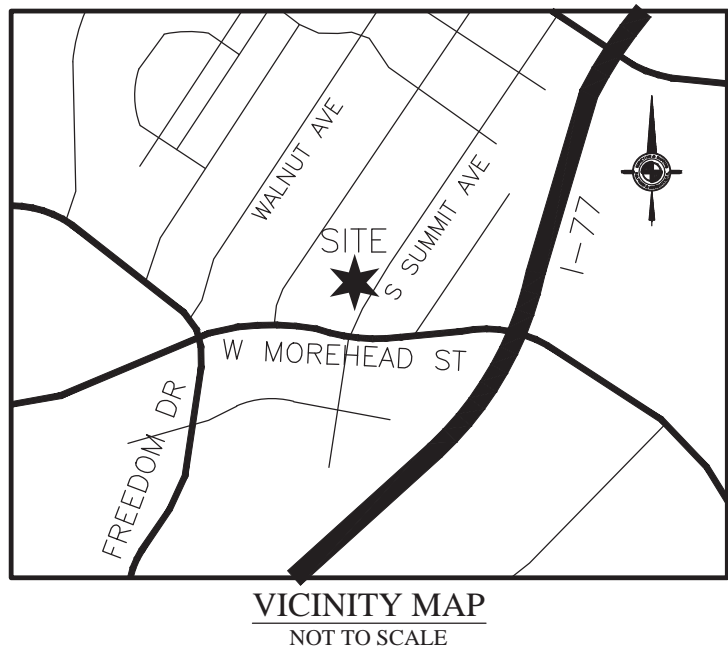 WALNUT AVE
SITE
S SUMMIT AVE
I-77
W MOREHEAD ST
FREEDOM DR
VICINITY MAP
NOT TO SCALE